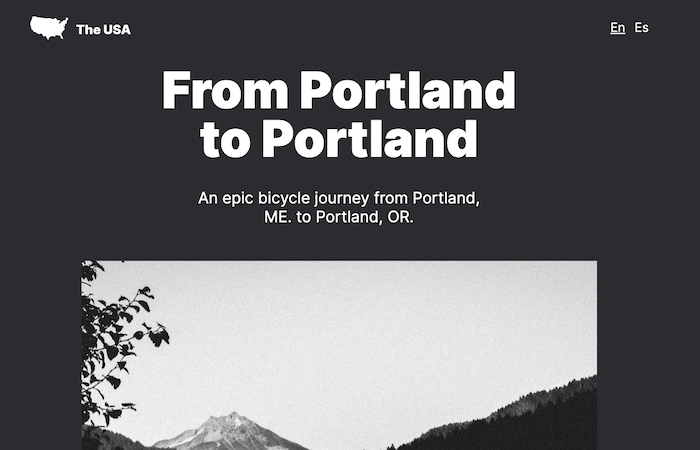 The USA
En Es
From Portland
to Portland
An epic bicycle journey from Portland,
ME. to Portland, OR.